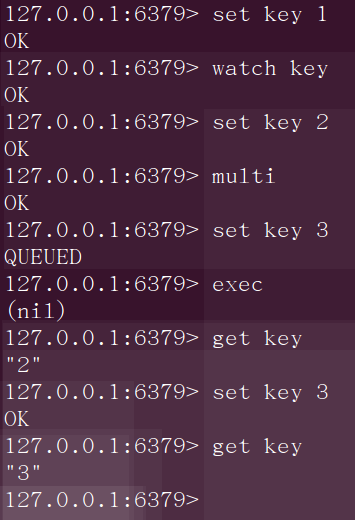 127.0.0.1:6379> set key 1
OK
127.0.0.1:6379> watch key
OK
127.0.0.1:6379> set key 2
OK
127.0.0.1:6379> multi
OK
127.0.0.1:6379> set key 3
QUEUED
127.0.0.1:6379> exec
(nil)
127.0.0.1:6379> get key
"2"
127.0.0.1:6379> set key 3
OK
127.0.0.1:6379> get key
"3"
127.0.0.1:6379>